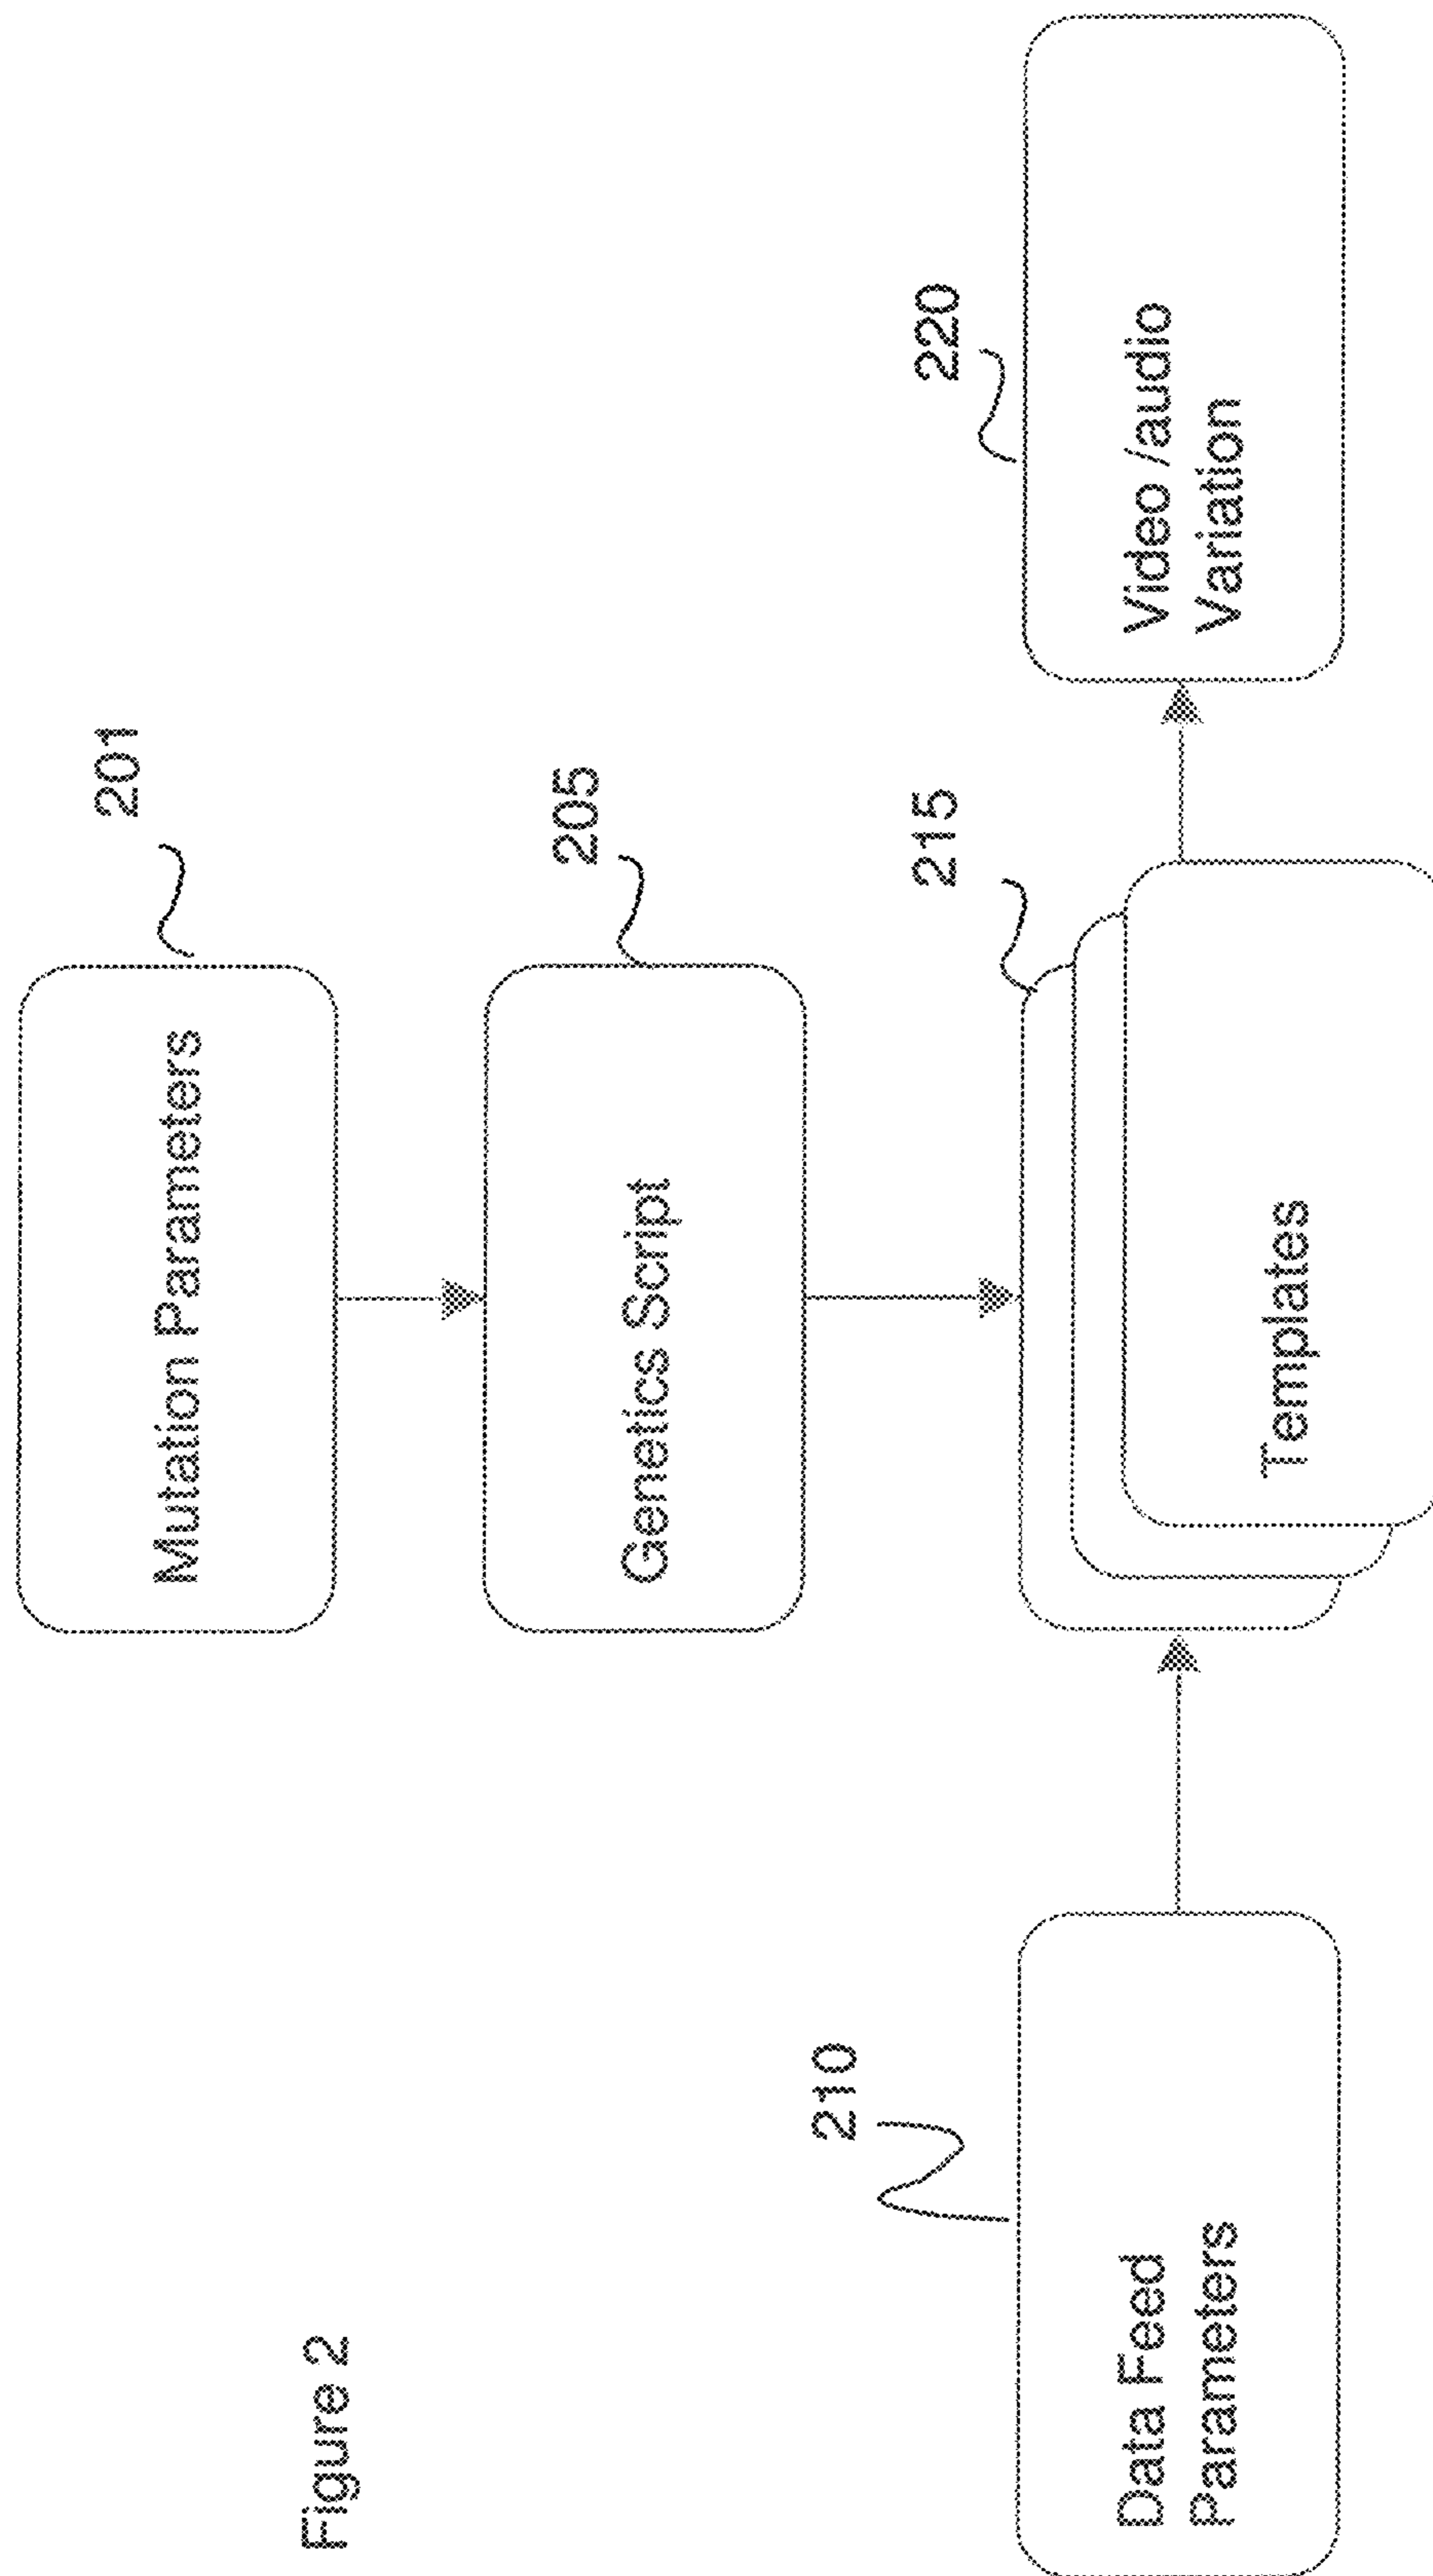 Figure 2
Mutation Parameters
201
Genetics Script
205
210
Data Feed
Parameters
215
Templates
220
Video /audio
Variation